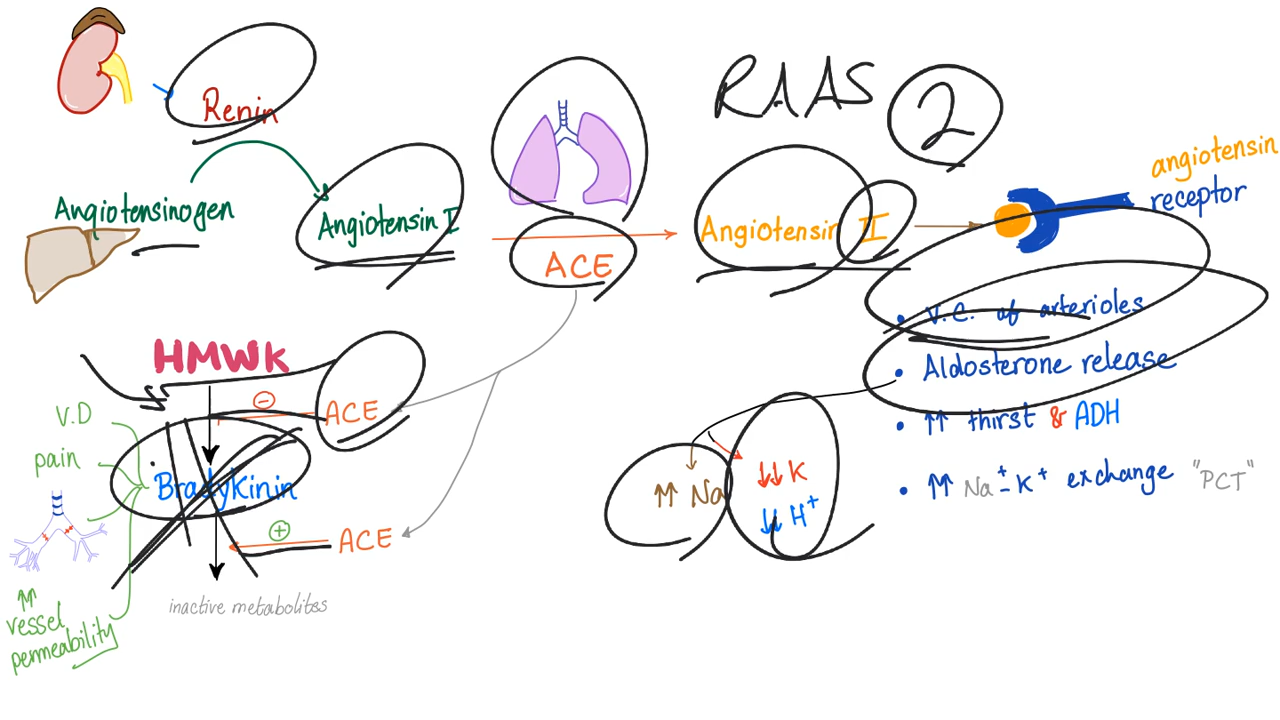 Renin
RAAS 2
Angiotensinogen
Angiotensin I
ACE
Angiotensin II
angiotensin
receptor
• V.C. of arterioles
• Aldosterone release
• ↑↑ thirst & ADH
• ↑↑ Na+-K+ exchange "PCT"
↑↑ Na
↓↓ K
↓↓ H+
HMWK
⊖ ACE
V.D
pain
Bradykinin
⊕ ACE
inactive metabolites
↑↑
vessel
permeability